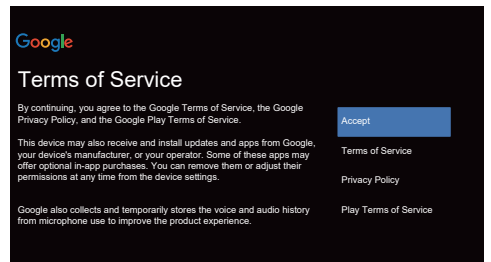 Google
Terms of Service
By continuing, you agree to the Google Terms of Service, the Google
Privacy Policy, and the Google Play Terms of Service.
This device may also receive and install updates and apps from Google,
your device's manufacturer, or your operator. Some of these apps may
offer optional in-app purchases. You can remove them or adjust their
permissions at any time from the device settings.
Google also collects and temporarily stores the voice and audio history
from microphone use to improve the product experience.
Accept
Terms of Service
Privacy Policy
Play Terms of Service